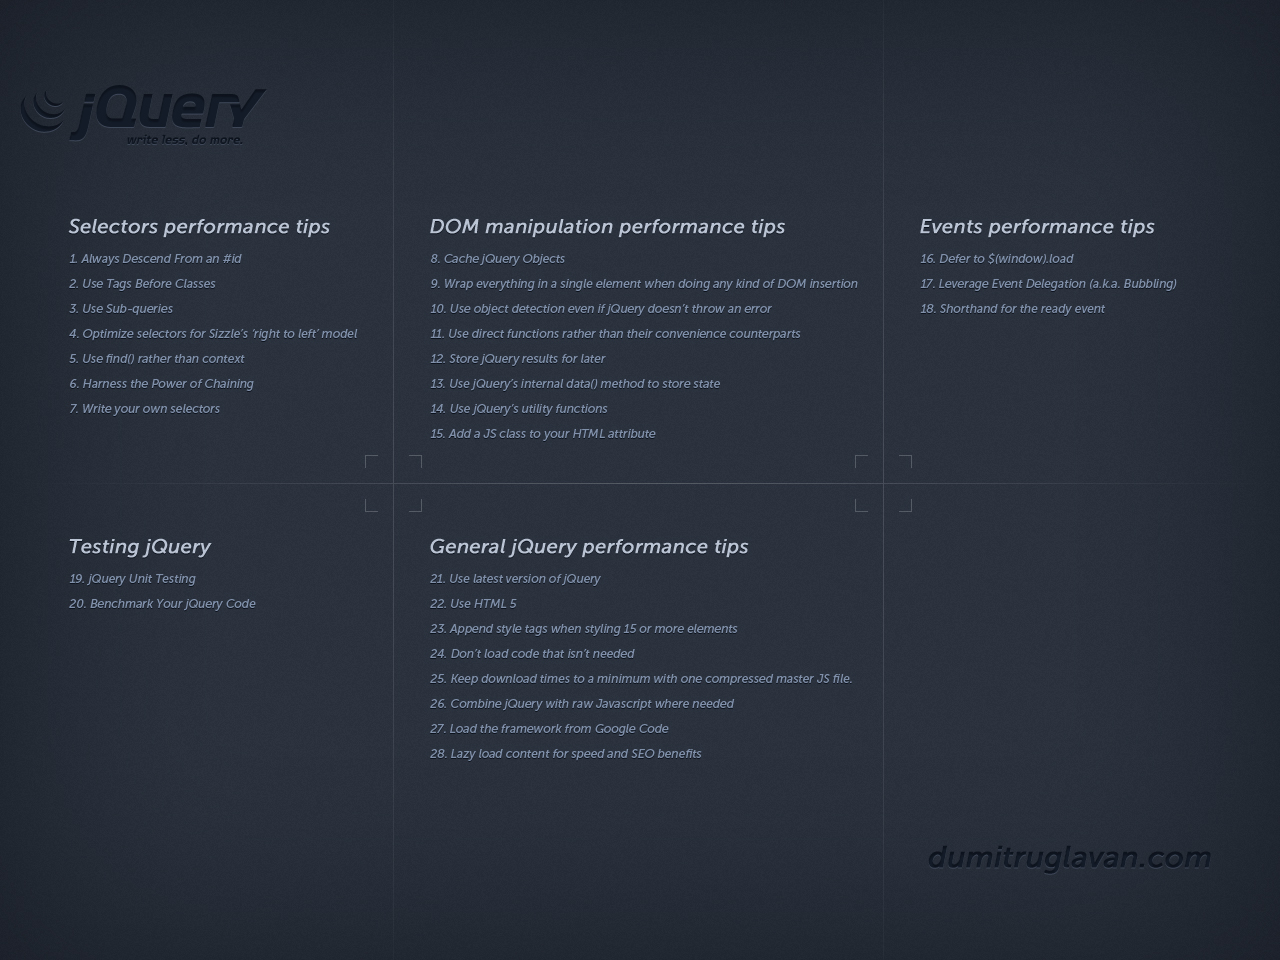 jQuery
write less, do more.
Selectors performance tips
1. Always Descend From an #id
2. Use Tags Before Classes
3. Use Sub-queries
4. Optimize selectors for Sizzle's 'right to left' model
5. Use find() rather than context
6. Harness the Power of Chaining
7. Write your own selectors
DOM manipulation performance tips
8. Cache jQuery Objects
9. Wrap everything in a single element when doing any kind of DOM insertion
10. Use object detection even if jQuery doesn't throw an error
11. Use direct functions rather than their convenience counterparts
12. Store jQuery results for later
13. Use jQuery's internal data() method to store state
14. Use jQuery's utility functions
15. Add a JS class to your HTML attribute
Events performance tips
16. Defer to $(window).load
17. Leverage Event Delegation (a.k.a. Bubbling)
18. Shorthand for the ready event
Testing jQuery
19. jQuery Unit Testing
20. Benchmark Your jQuery Code
General jQuery performance tips
21. Use latest version of jQuery
22. Use HTML 5
23. Append style tags when styling 15 or more elements
24. Don't load code that isn't needed
25. Keep download times to a minimum with one compressed master JS file.
26. Combine jQuery with raw Javascript where needed
27. Load the framework from Google Code
28. Lazy load content for speed and SEO benefits
dumitruglavan.com